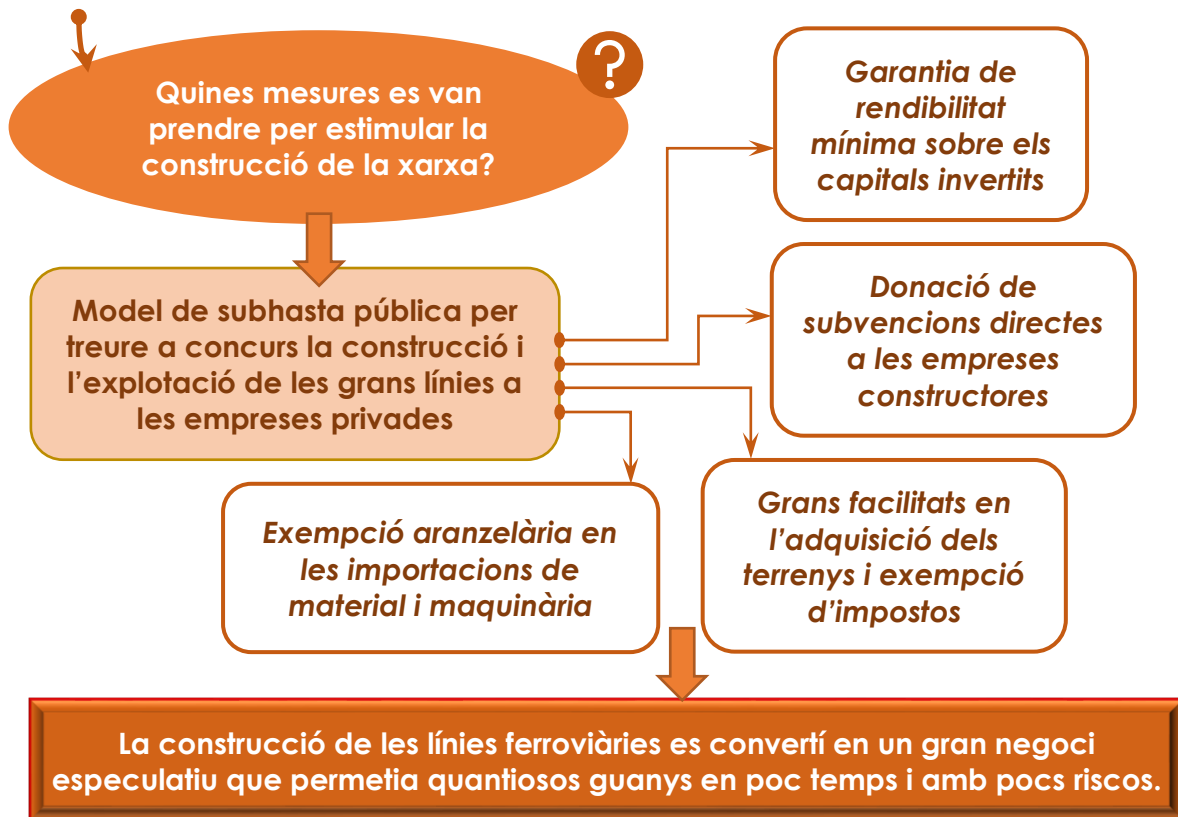 Quines mesures es van
prendre per estimular la
construcció de la xarxa?
?
Garantia de
rendibilitat
mínima sobre els
capitals invertits
Model de subhasta pública per
treure a concurs la construcció i
l’explotació de les grans línies a
les empreses privades
Donació de
subvencions directes
a les empreses
constructores
Exempció aranzelària en
les importacions de
material i maquinària
Grans facilitats en
l’adquisició dels
terrenys i exempció
d’impostos
La construcció de les línies ferroviàries es convertí en un gran negoci
especulatiu que permetia quantiosos guanys en poc temps i amb pocs riscos.